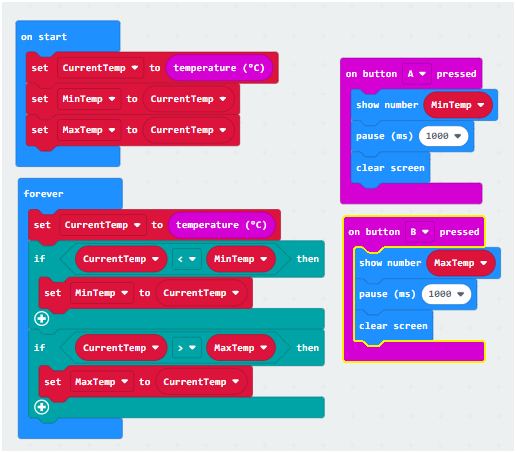 on start
set CurrentTemp to temperature (°C)
set MinTemp to CurrentTemp
set MaxTemp to CurrentTemp
forever
set CurrentTemp to temperature (°C)
if CurrentTemp < MinTemp then
set MinTemp to CurrentTemp
if CurrentTemp > MaxTemp then
set MaxTemp to CurrentTemp
on button A pressed
show number MinTemp
pause (ms) 1000
clear screen
on button B pressed
show number MaxTemp
pause (ms) 1000
clear screen